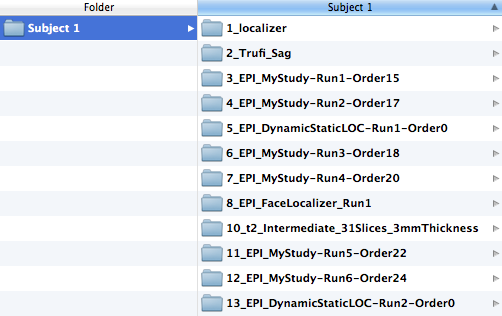 Folder
Subject 1
Subject 1
1_localizer
2_Trufi_Sag
3_EPI_MyStudy-Run1-Order15
4_EPI_MyStudy-Run2-Order17
5_EPI_DynamicStaticLOC-Run1-Order0
6_EPI_MyStudy-Run3-Order18
7_EPI_MyStudy-Run4-Order20
8_EPI_FaceLocalizer_Run1
10_t2_Intermediate_31Slices_3mmThickness
11_EPI_MyStudy-Run5-Order22
12_EPI_MyStudy-Run6-Order24
13_EPI_DynamicStaticLOC-Run2-Order0